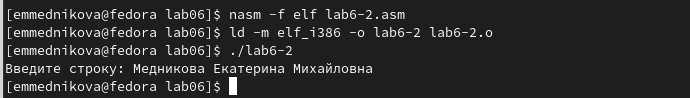 [emmednikova@fedora lab06]$ nasm -f elf lab6-2.asm
[emmednikova@fedora lab06]$ ld -m elf_i386 -o lab6-2 lab6-2.o
[emmednikova@fedora lab06]$ ./lab6-2
Введите строку: Медникова Екатерина Михайловна
[emmednikova@fedora lab06]$